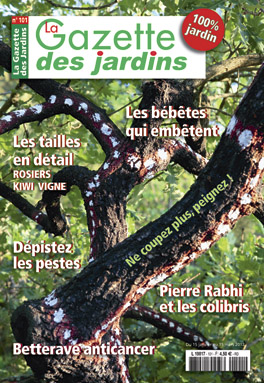 n° 101
La Gazette
des Jardins
La
Gazette
des jardins
100%
jardin
Les bébêtes
qui embêtent
Les tailles
en détail
ROSIERS
KIWI VIGNE
Ne coupez plus, peignez !
Dépistez
les pestes
Pierre Rabhi
et les colibris
Betterave anticancer